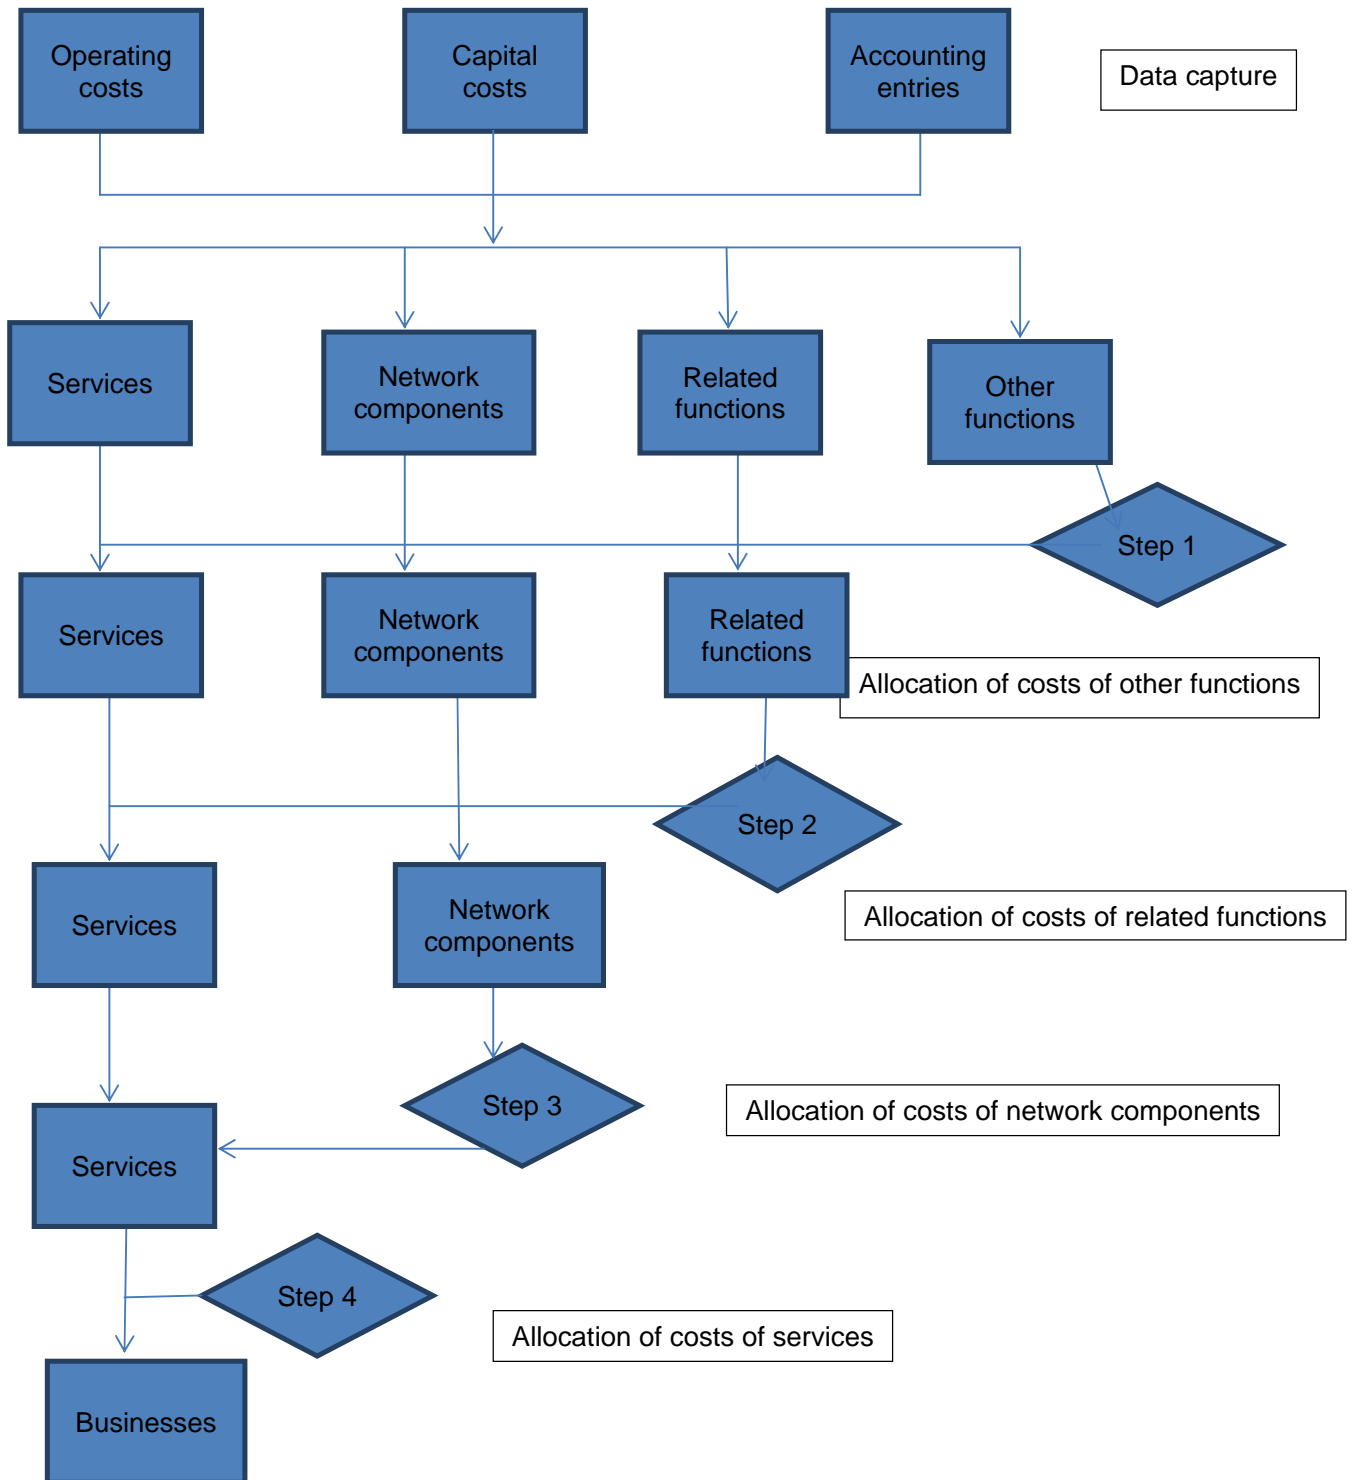 Operating
costs
Capital
costs
Accounting
entries
Data capture
Services
Network
components
Related
functions
Other
functions
Step 1
Services
Network
components
Related
functions
Allocation of costs of other functions
Step 2
Services
Network
components
Allocation of costs of related functions
Step 3
Allocation of costs of network components
Services
Step 4
Allocation of costs of services
Businesses